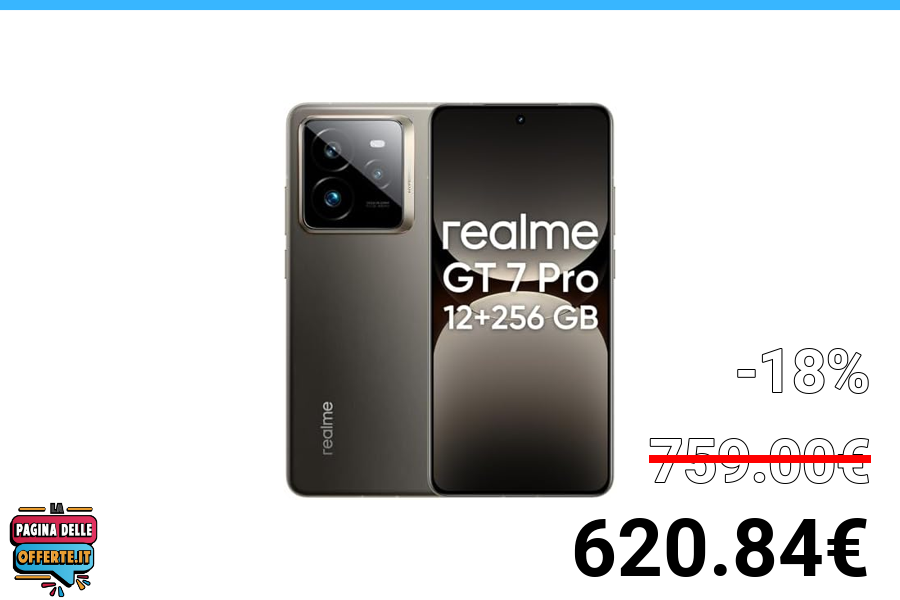 realme
GT 7 Pro
12+256 GB
realme
-18%
759.00€
620.84€
LA
PAGINA DELLE
OFFERTE.IT